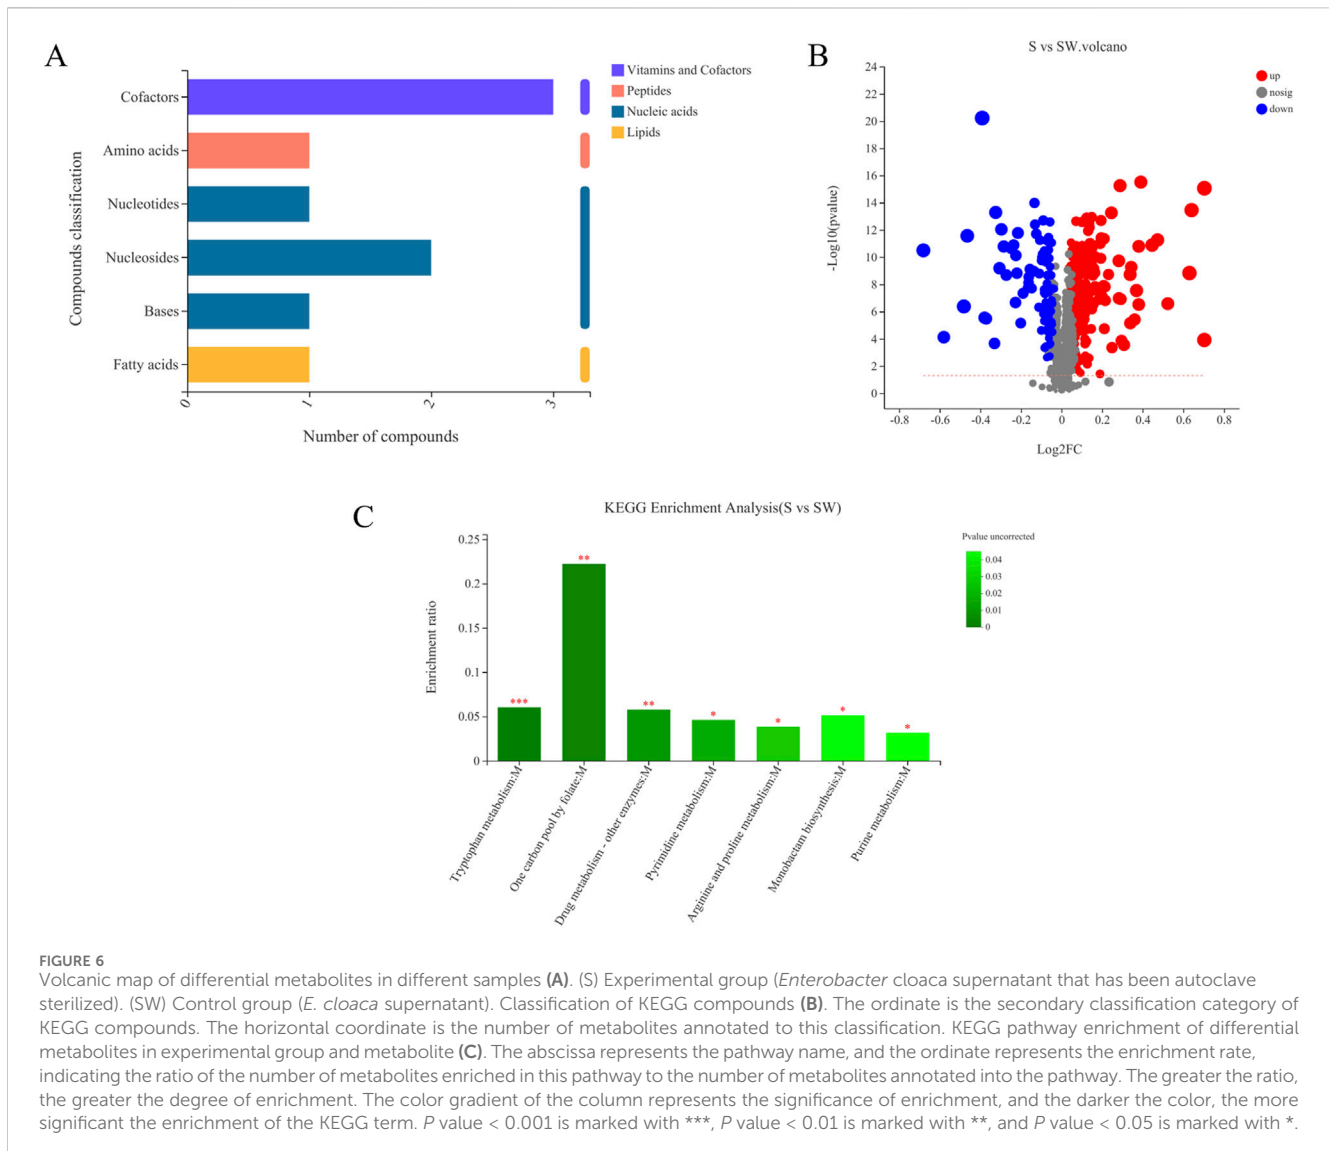 A
Cofactors
Amino acids
Nucleotides
Nucleosides
Bases
Fatty acids
Compounds classification
0
1
2
3
Number of compounds
Vitamins and Cofactors
Peptides
Nucleic acids
Lipids
B
S vs SW.volcano
24
22
20
18
16
14
12
10
8
6
4
2
0
-Log10(pvalue)
-0.8
-0.6
-0.4
-0.2
0
0.2
0.4
0.6
0.8
Log2FC
up
nosig
down
C
KEGG Enrichment Analysis(S vs SW)
0.25
0.2
0.15
0.1
0.05
0
Enrichment ratio
***
**
**
*
*
*
*
Tryptophan metabolism:M
One carbon pool by folate:M
Drug metabolism - other enzymes:M
Pyrimidine metabolism:M
Arginine and proline metabolism:M
Monobactam biosynthesis:M
Purine metabolism:M
Pvalue uncorrected
0.04
0.03
0.02
0.01
0
FIGURE 6
Volcanic map of differential metabolites in different samples (A). (S) Experimental group (Enterobacter cloaca supernatant that has been autoclave
sterilized). (SW) Control group (E. cloaca supernatant). Classification of KEGG compounds (B). The ordinate is the secondary classification category of
KEGG compounds. The horizontal coordinate is the number of metabolites annotated to this classification. KEGG pathway enrichment of differential
metabolites in experimental group and metabolite (C). The abscissa represents the pathway name, and the ordinate represents the enrichment rate,
indicating the ratio of the number of metabolites enriched in this pathway to the number of metabolites annotated into the pathway. The greater the ratio,
the greater the degree of enrichment. The color gradient of the column represents the significance of enrichment, and the darker the color, the more
significant the enrichment of the KEGG term. P value < 0.001 is marked with ***, P value < 0.01 is marked with **, and P value < 0.05 is marked with *.